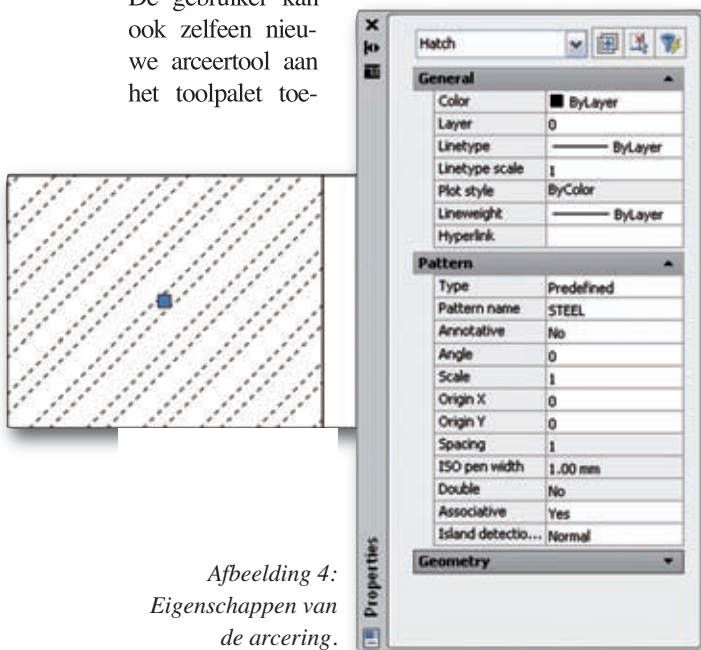 De gebruiker kan
ook zelfeen nieu-
we arceertool aan
het toolpalet toe-
Hatch
General
Color ByLayer
Layer 0
Linetype ByLayer
Linetype scale 1
Plot style ByColor
Lineweight ByLayer
Hyperlink
Pattern
Type Predefined
Pattern name STEEL
Annotative No
Angle 0
Scale 1
Origin X 0
Origin Y 0
Spacing 1
ISO pen width 1.00 mm
Double No
Associative Yes
Island detectio... Normal
Geometry
Properties
Afbeelding 4:
Eigenschappen van
de arcering.